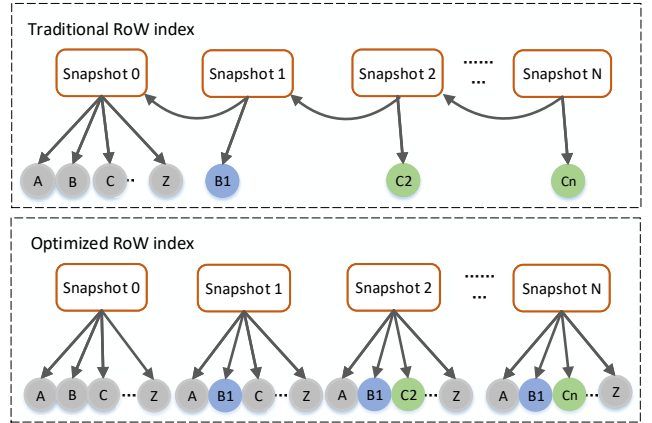 Traditional RoW index
Snapshot 0 Snapshot 1 Snapshot 2 ...... ... Snapshot N
A B C .. Z B1 C2 Cn
Optimized RoW index
Snapshot 0 Snapshot 1 Snapshot 2 ...... ... Snapshot N
A B C ... Z A B1 C ... Z A B1 C2 ... Z A B1 Cn ... Z